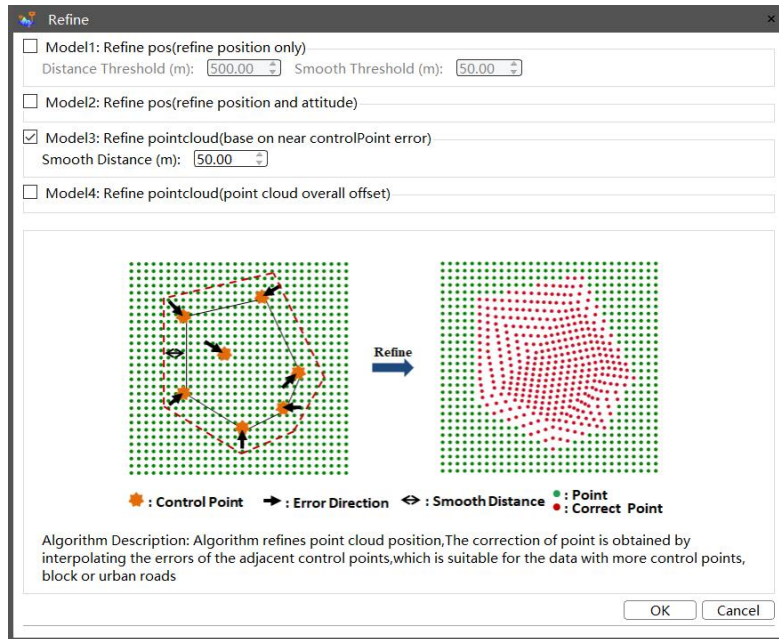 Refine
Model1: Refine pos(refine position only)
Distance Threshold (m): 500.00 Smooth Threshold (m): 50.00
Model2: Refine pos(refine position and attitude)
Model3: Refine pointcloud(base on near controlPoint error)
Smooth Distance (m): 50.00
Model4: Refine pointcloud(point cloud overall offset)
Refine
: Control Point : Error Direction : Smooth Distance : Point
: Correct Point
Algorithm Description: Algorithm refines point cloud position,The correction of point is obtained by
interpolating the errors of the adjacent control points,which is suitable for the data with more control points,
block or urban roads
OK Cancel